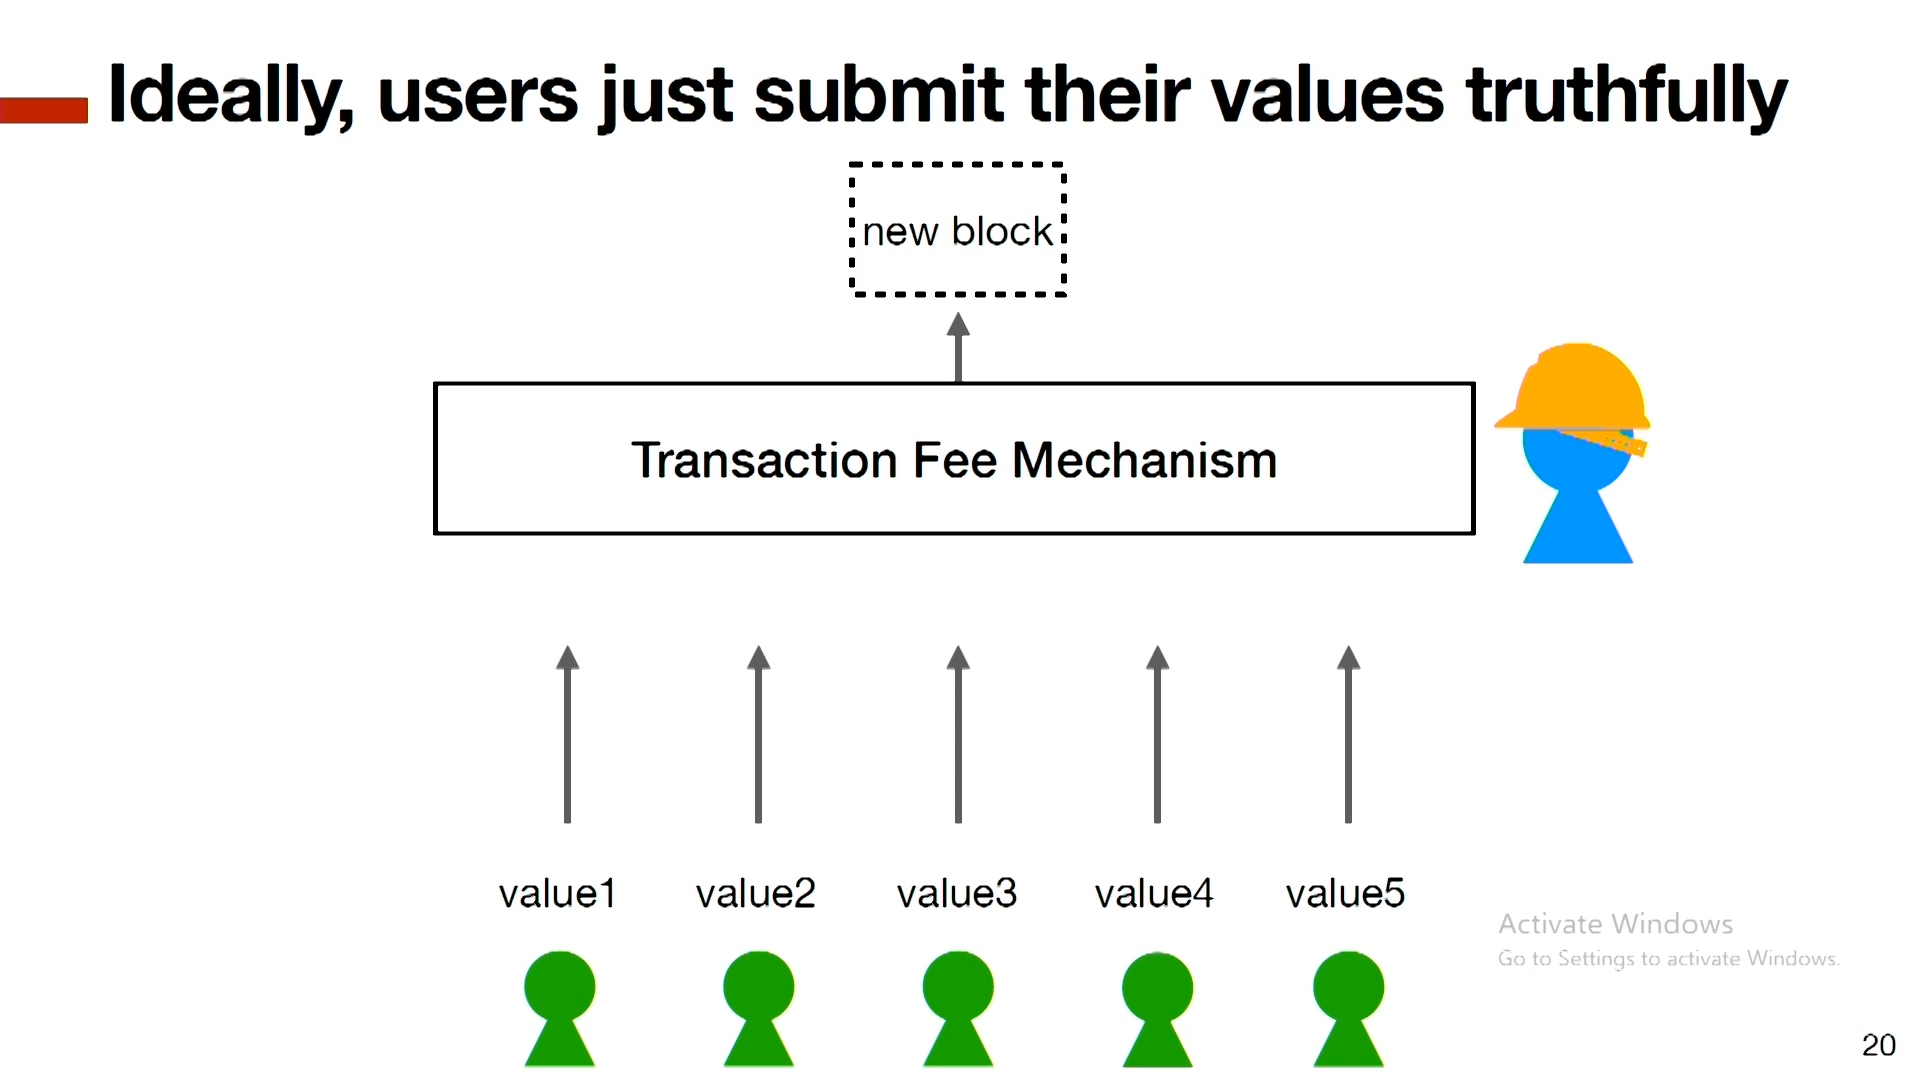 Ideally, users just submit their values truthfully
new block
Transaction Fee Mechanism
value1 value2 value3 value4 value5
Activate Windows
Go to Settings to activate Windows.
20